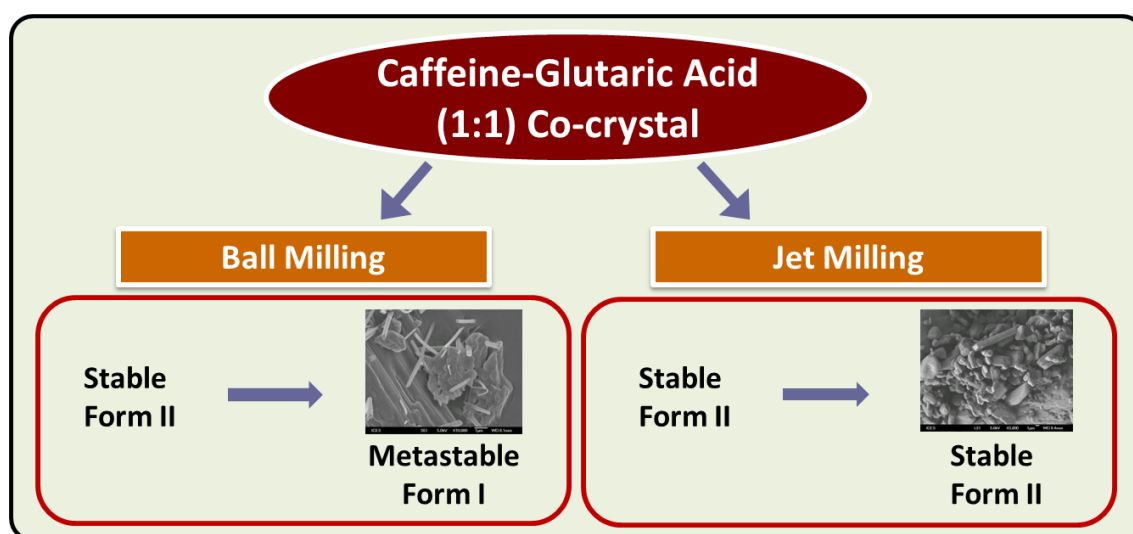 Caffeine-Glutaric Acid
(1:1) Co-crystal
Ball Milling
Jet Milling
Stable
Form II
Metastable
Form I
Stable
Form II
Stable
Form II